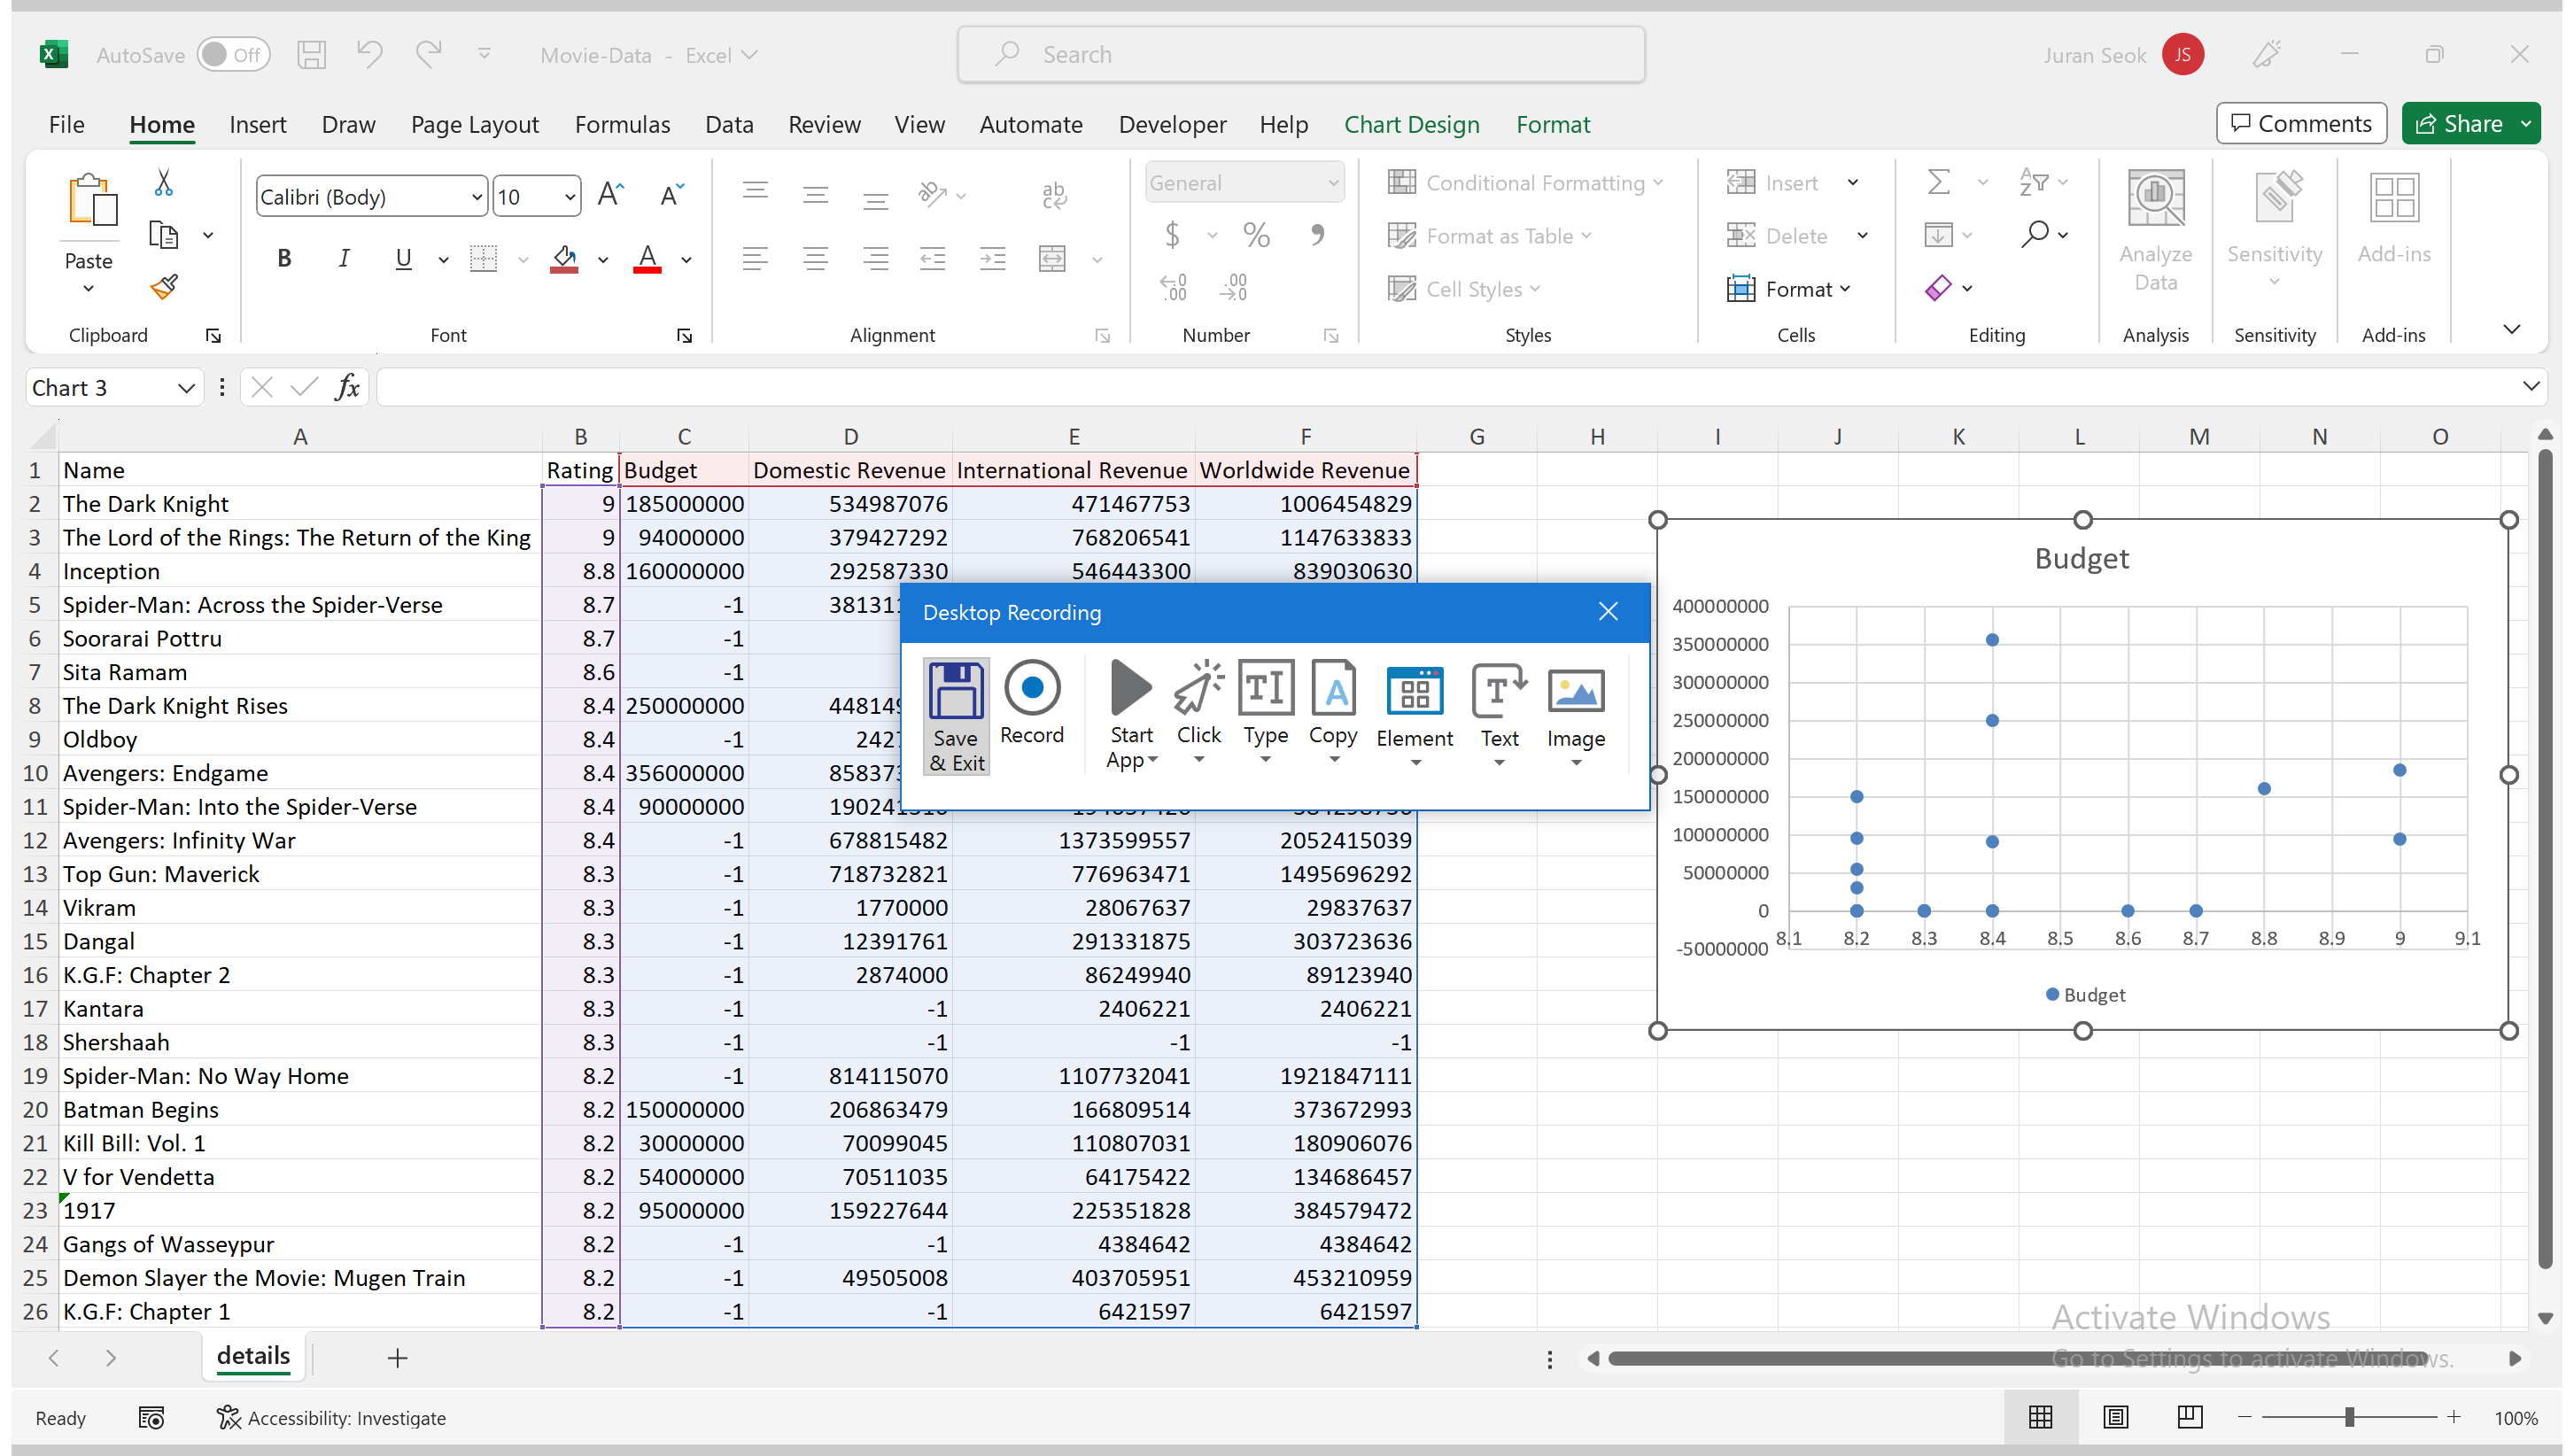 AutoSave Off Movie-Data - Excel Search Juran Seok JS
File Home Insert Draw Page Layout Formulas Data Review View Automate Developer Help Chart Design Format Comments Share
Calibri (Body) 10 General Conditional Formatting Insert
Format as Table Delete
Paste B I U A $ % Cell Styles Format Analyze Data Sensitivity Add-ins
Clipboard Font Alignment Number Styles Cells Editing Analysis Sensitivity Add-ins
Chart 3 fx
A B C D E F G H I J K L M N O
1 Name Rating Budget Domestic Revenue International Revenue Worldwide Revenue
2 The Dark Knight 9 185000000 534987076 471467753 1006454829
3 The Lord of the Rings: The Return of the King 9 94000000 379427292 768206541 1147633833
4 Inception 8.8 160000000 292587330 546443300 839030630
5 Spider-Man: Across the Spider-Verse 8.7 -1
6 Soorarai Pottru 8.7 -1
7 Sita Ramam 8.6 -1
8 The Dark Knight Rises 8.4 250000000
9 Oldboy 8.4 -1
10 Avengers: Endgame 8.4 356000000
11 Spider-Man: Into the Spider-Verse 8.4 90000000
12 Avengers: Infinity War 8.4 -1 678815482 1373599557 2052415039
13 Top Gun: Maverick 8.3 -1 718732821 776963471 1495696292
14 Vikram 8.3 -1 1770000 28067637 29837637
15 Dangal 8.3 -1 12391761 291331875 303723636
16 K.G.F: Chapter 2 8.3 -1 2874000 86249940 89123940
17 Kantara 8.3 -1 -1 2406221 2406221
18 Shershaah 8.3 -1 -1 -1 -1
19 Spider-Man: No Way Home 8.2 -1 814115070 1107732041 1921847111
20 Batman Begins 8.2 150000000 206863479 166809514 373672993
21 Kill Bill: Vol. 1 8.2 30000000 70099045 110807031 180906076
22 V for Vendetta 8.2 54000000 70511035 64175422 134686457
23 1917 8.2 95000000 159227644 225351828 384579472
24 Gangs of Wasseypur 8.2 -1 -1 4384642 4384642
25 Demon Slayer the Movie: Mugen Train 8.2 -1 49505008 403705951 453210959
26 K.G.F: Chapter 1 8.2 -1 -1 6421597 6421597
Desktop Recording
Save & Exit Record Start App Click Type Copy Element Text Image
Budget
400000000
350000000
300000000
250000000
200000000
150000000
100000000
50000000
0
-50000000
8.1 8.2 8.3 8.4 8.5 8.6 8.7 8.8 8.9 9 9.1
Budget
Activate Windows
Go to Settings to activate Windows.
details
Ready Accessibility: Investigate 100%